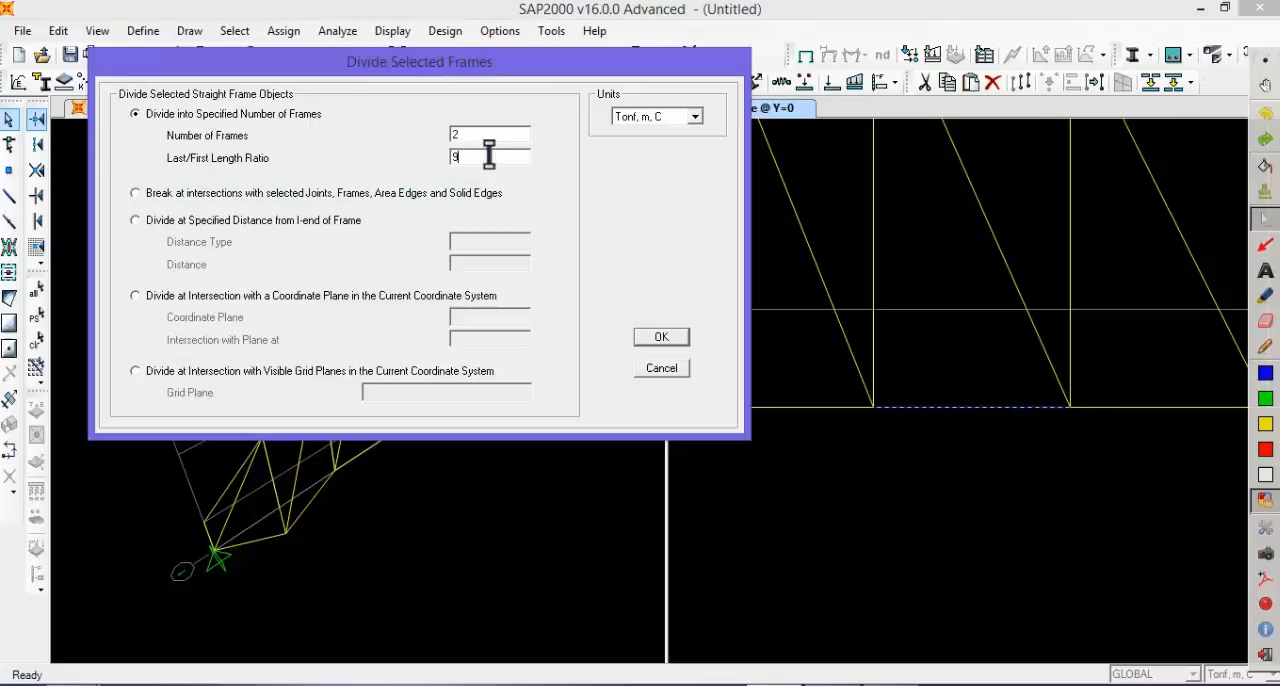 SAP2000 v16.0.0 Advanced - (Untitled)
File Edit View Define Draw Select Assign Analyze Display Design Options Tools Help
nd
Divide Selected Frames
e @ Y=0
Divide Selected Straight Frame Objects
Divide into Specified Number of Frames
Number of Frames 2
Last/First Length Ratio 9
Break at intersections with selected Joints, Frames, Area Edges and Solid Edges
Divide at Specified Distance from I-end of Frame
Distance Type
Distance
Divide at Intersection with a Coordinate Plane in the Current Coordinate System
Coordinate Plane
Intersection with Plane at
Divide at Intersection with Visible Grid Planes in the Current Coordinate System
Grid Plane
Units
Tonf, m, C
OK
Cancel
all
PS
clr
A
Ready
GLOBAL
Tonf, m, C